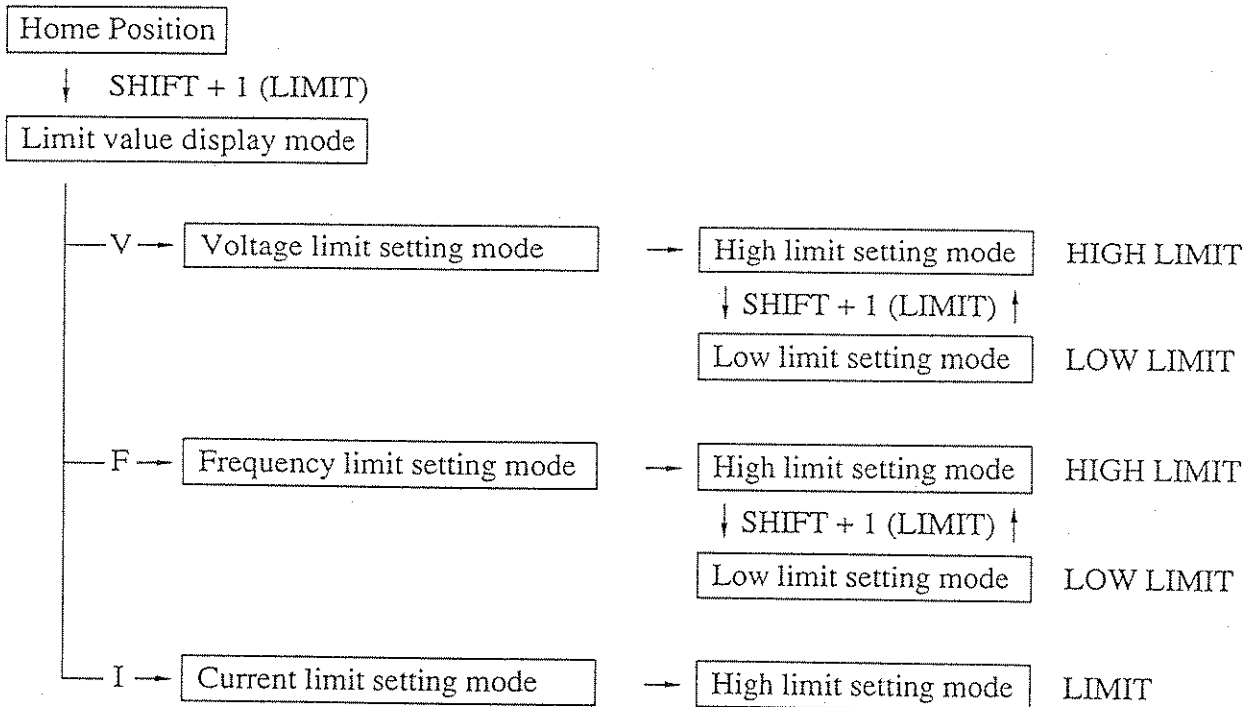 Home Position
↓ SHIFT + 1 (LIMIT)
Limit value display mode
V → Voltage limit setting mode → High limit setting mode HIGH LIMIT
↓ SHIFT + 1 (LIMIT) ↑
Low limit setting mode LOW LIMIT
F → Frequency limit setting mode → High limit setting mode HIGH LIMIT
↓ SHIFT + 1 (LIMIT) ↑
Low limit setting mode LOW LIMIT
I → Current limit setting mode → High limit setting mode LIMIT